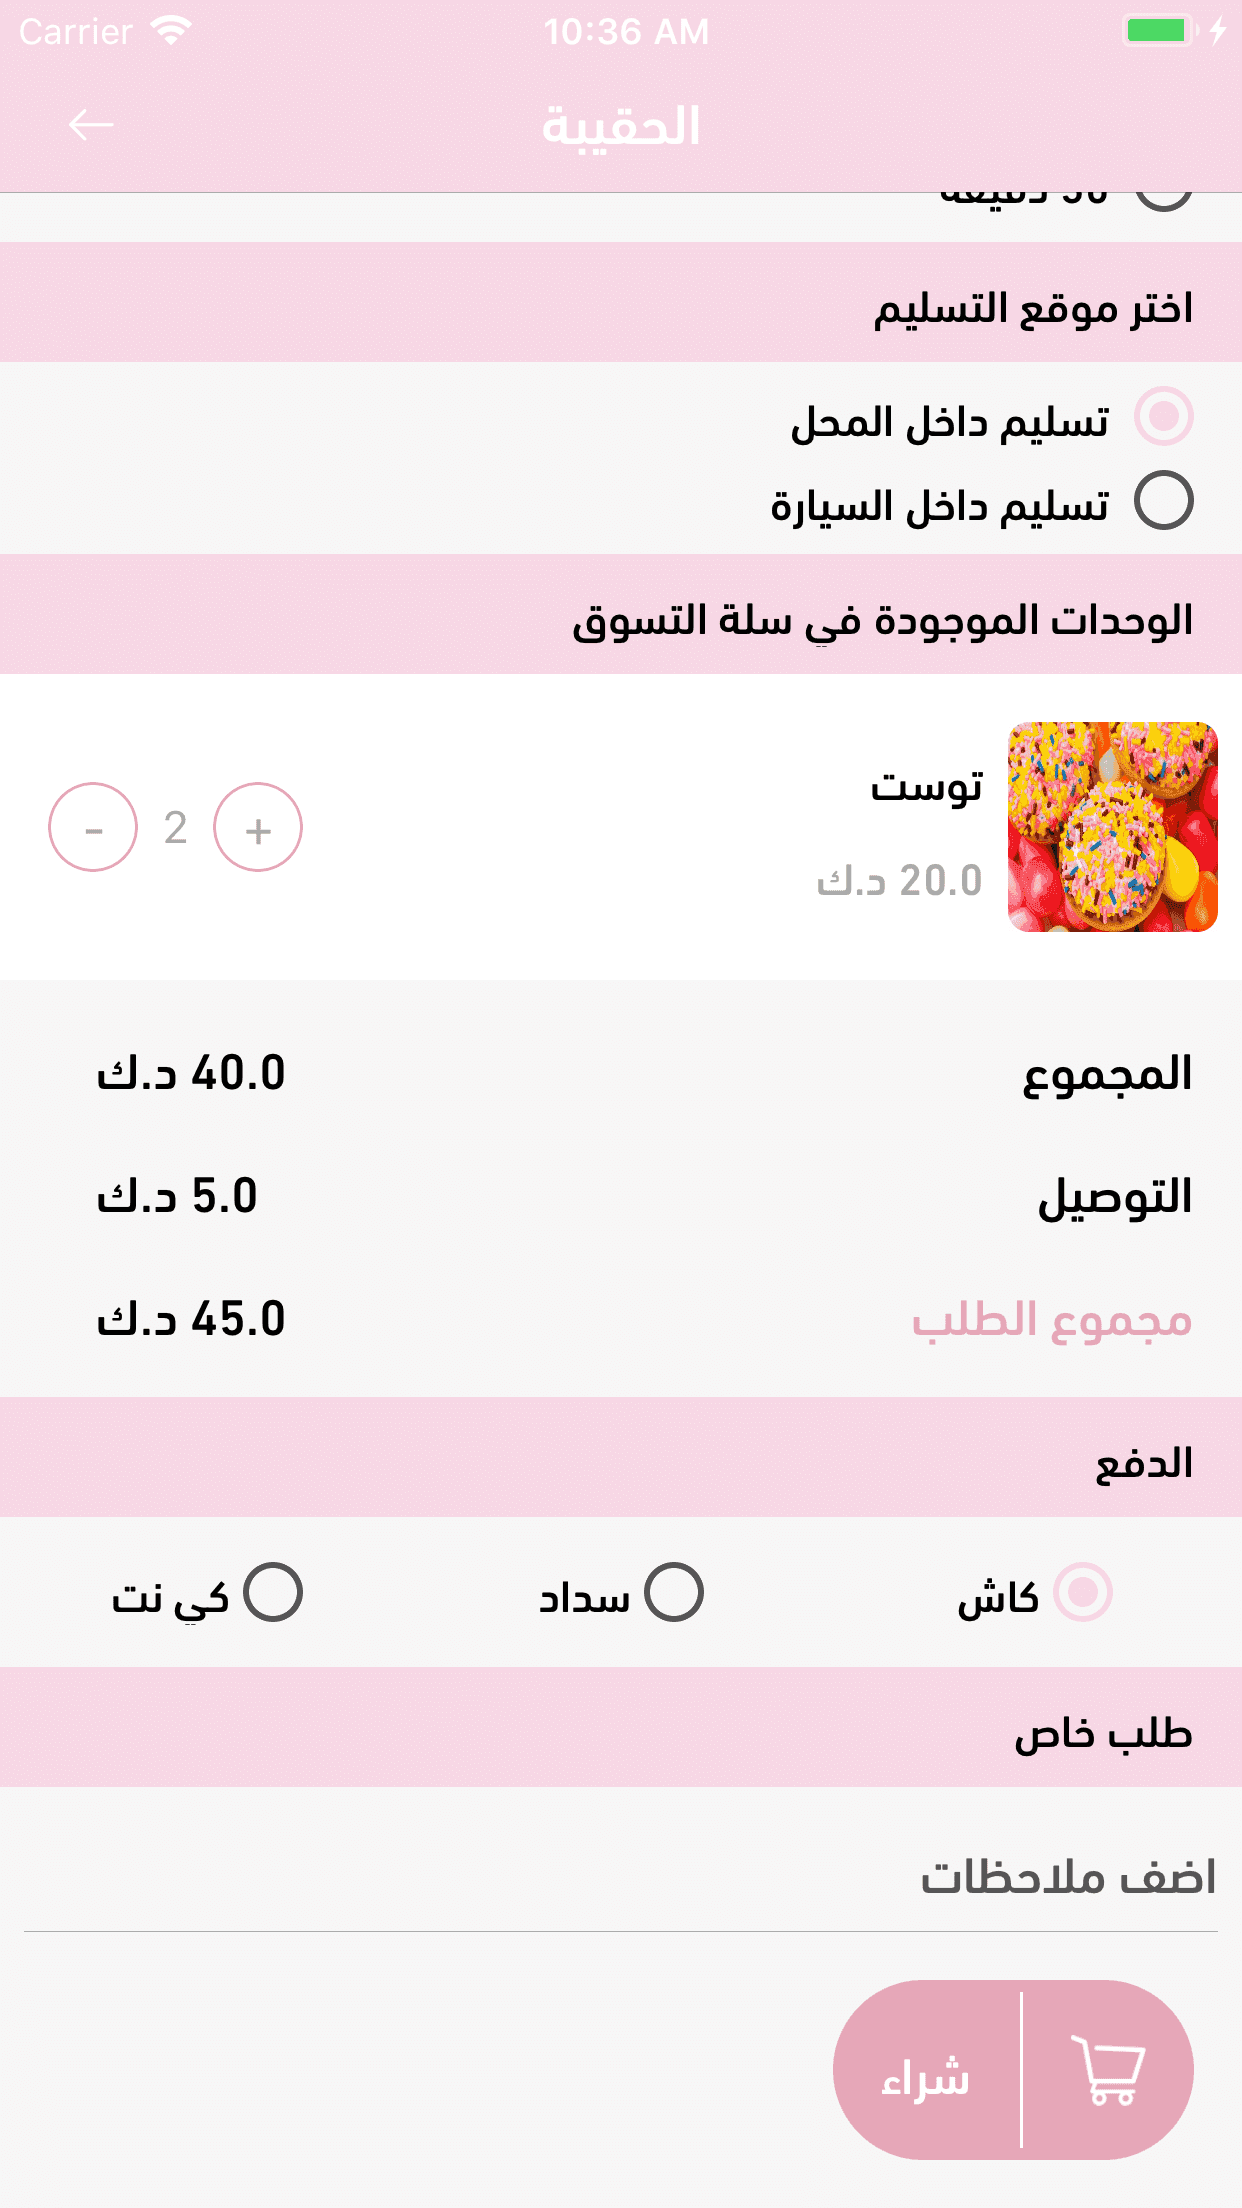 Carrier 10:36 AM
الحقيبة
اختر موقع التسليم
تسليم داخل المحل
تسليم داخل السيارة
الوحدات الموجودة في سلة التسوق
توست
20.0 د.ك
+ 2 -
المجموع 40.0 د.ك
التوصيل 5.0 د.ك
مجموع الطلب 45.0 د.ك
الدفع
كاش سداد كي نت
طلب خاص
اضف ملاحظات
شراء